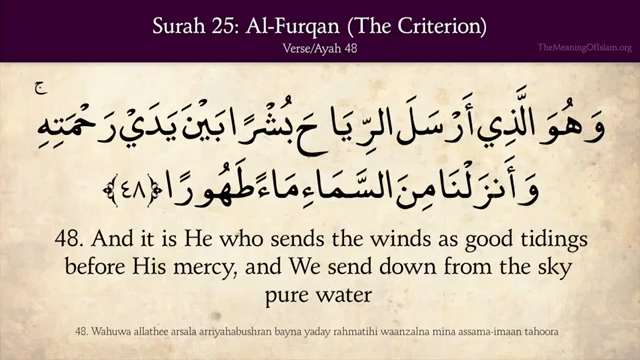 Surah 25: Al-Furqan (The Criterion)
Verse/Ayah 48
TheMeaningOfIslam.org
وَهُوَ الَّذِي أَرْسَلَ الرِّيَاحَ بُشْرًا بَيْنَ يَدَيْ رَحْمَتِهِ ۚ
وَأَنزَلْنَا مِنَ السَّمَاءِ مَاءً طَهُورًا ﴿٤٨﴾
48. And it is He who sends the winds as good tidings
before His mercy, and We send down from the sky
pure water
48. Wahuwa allathee arsala arriyahabushran bayna yaday rahmatihi waanzalna mina assama-imaan tahoora